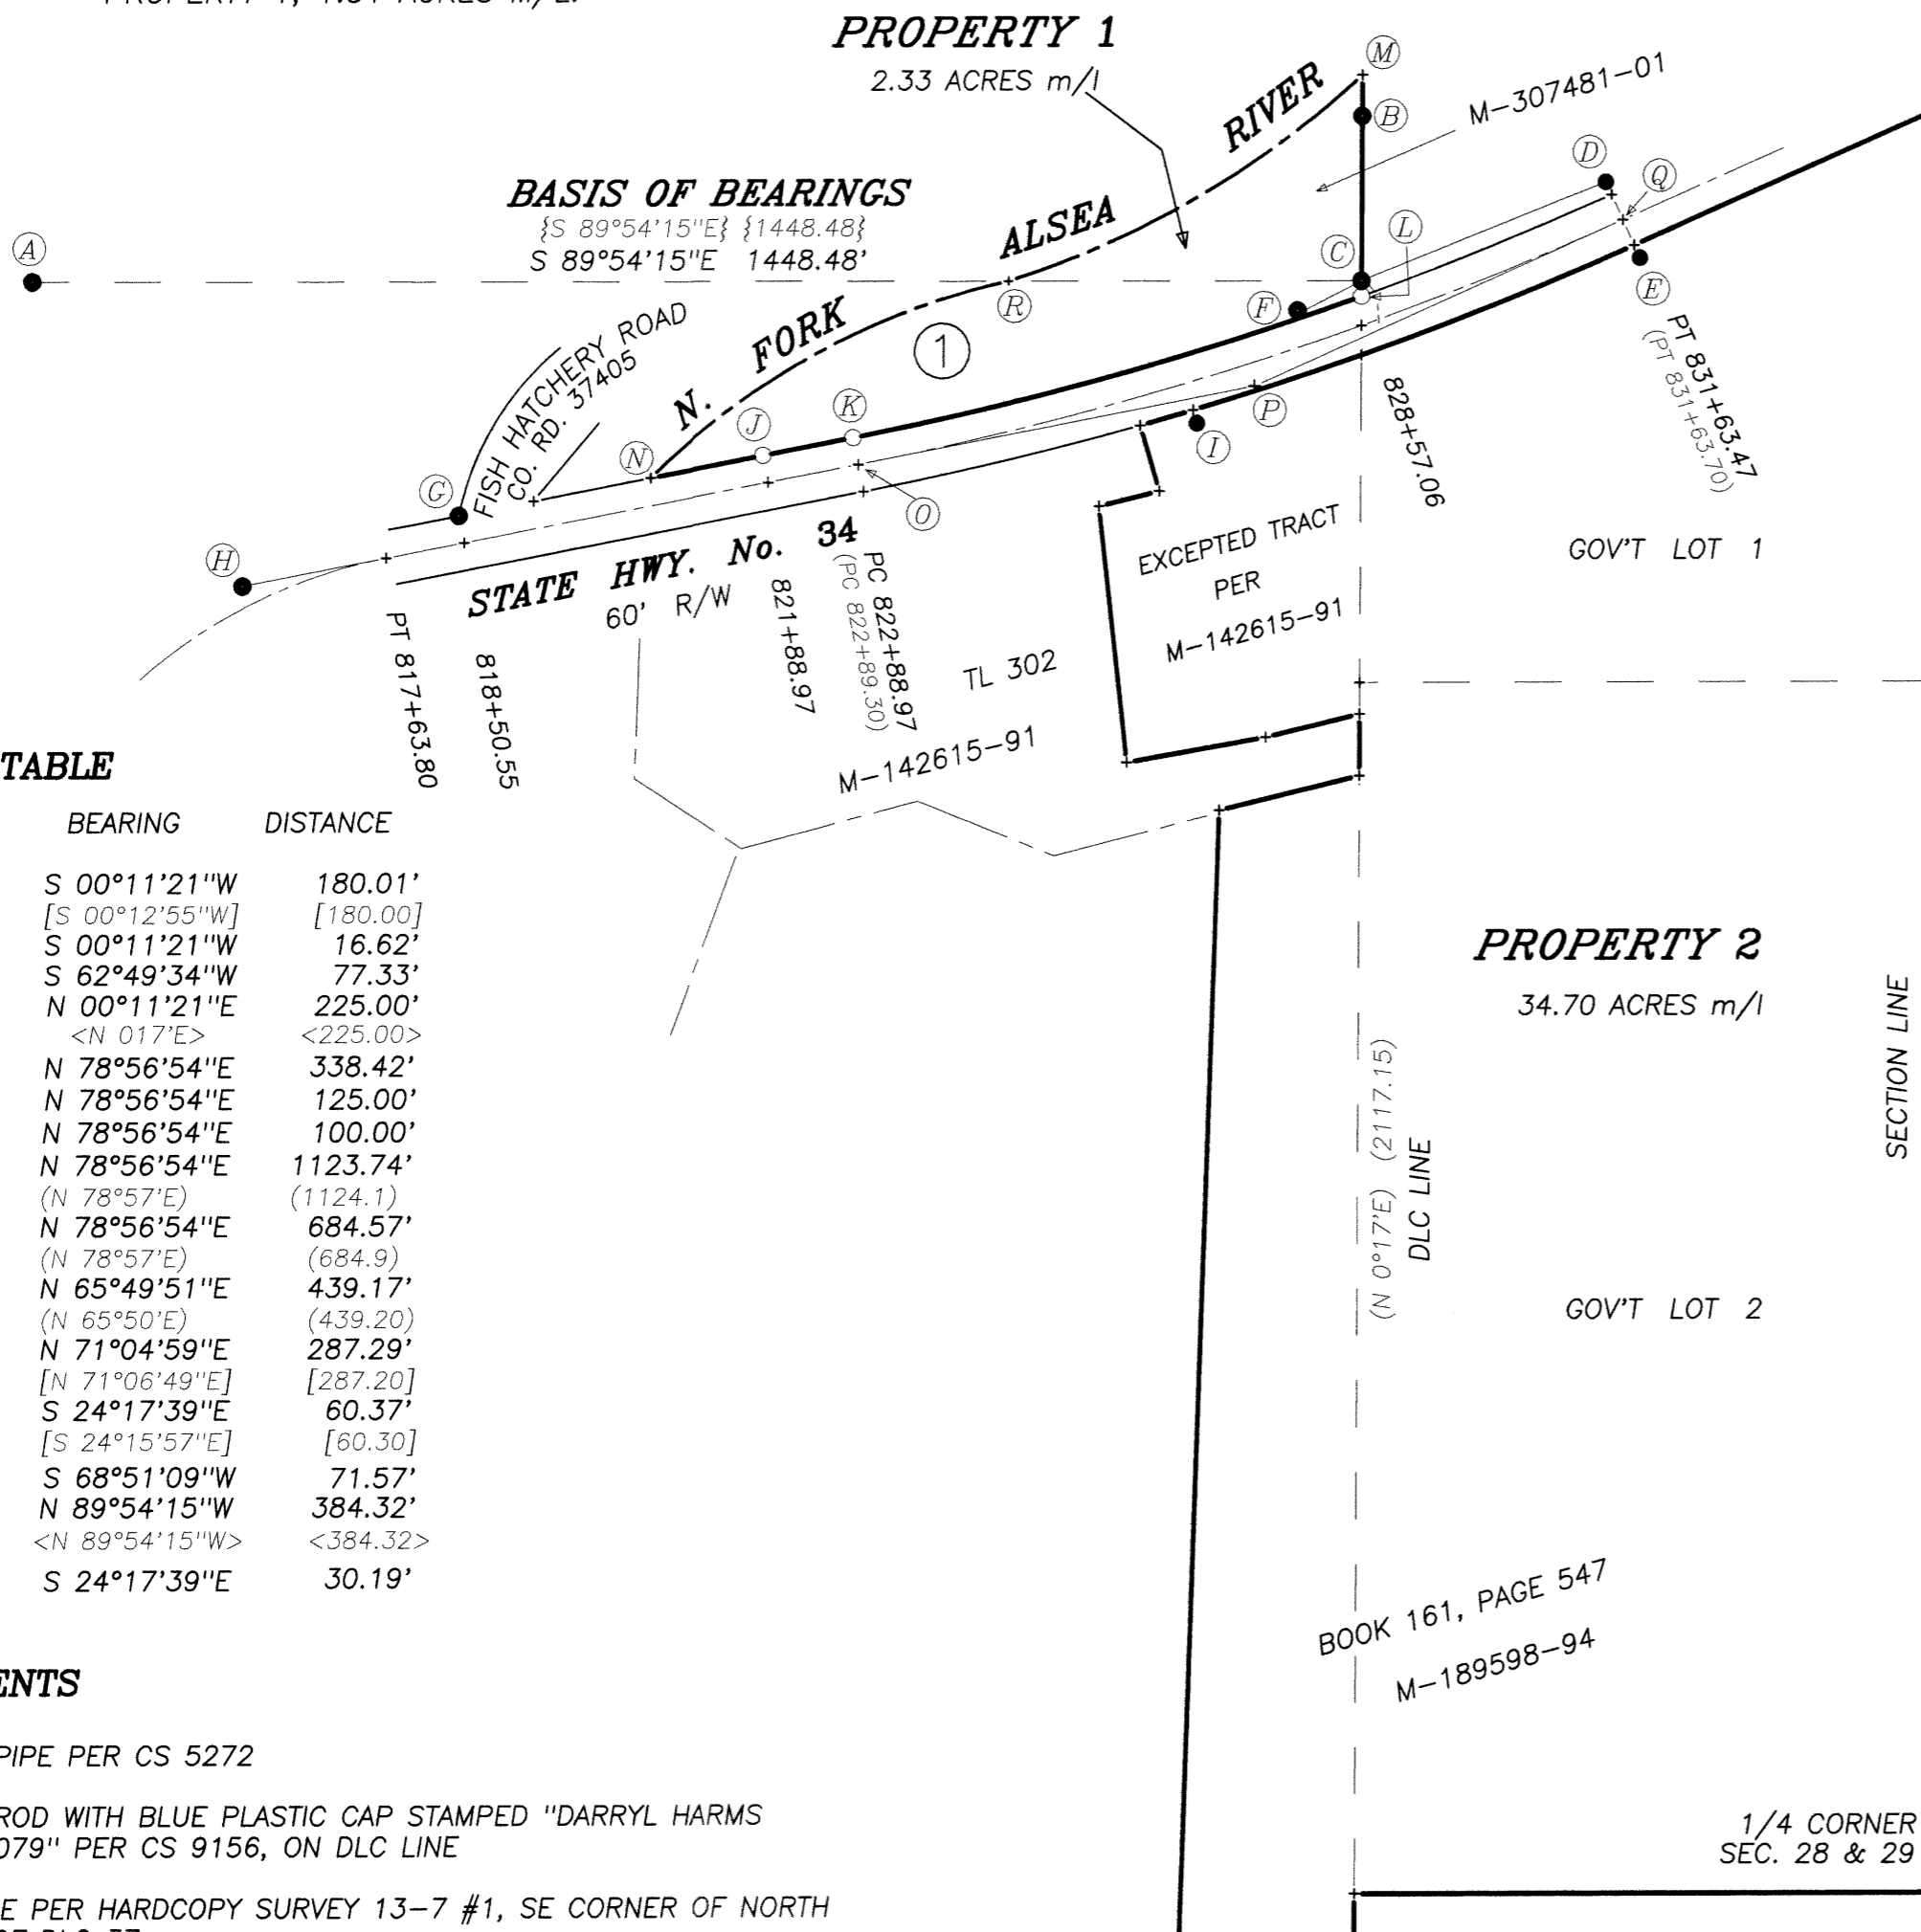 PROPERTY 1
2.33 ACRES m/l
M
B
M-307481-01
D
Q
RIVER
BASIS OF BEARINGS
{S 89°54'15"E} {1448.48}
S 89°54'15"E 1448.48'
ALSEA
A
C
L
E
F
R
FISH HATCHERY ROAD
CO. RD. 37405
N. FORK
1
PT 831+63.47
(PT 831+63.70)
J
K
P
I
828+57.06
N
G
O
H
STATE HWY. No. 34
60' R/W
EXCEPTED TRACT
PER
M-142615-91
GOV'T LOT 1
PT 817+63.80
818+50.55
821+88.97
PC 822+88.97
(PC 822+89.30)
TL 302
M-142615-91
TABLE
BEARING DISTANCE
S 00°11'21"W 180.01'
[S 00°12'55"W] [180.00]
S 00°11'21"W 16.62'
S 62°49'34"W 77.33'
N 00°11'21"E 225.00'
<N 017'E> <225.00>
N 78°56'54"E 338.42'
N 78°56'54"E 125.00'
N 78°56'54"E 100.00'
N 78°56'54"E 1123.74'
(N 78°57'E) (1124.1)
N 78°56'54"E 684.57'
(N 78°57'E) (684.9)
N 65°49'51"E 439.17'
(N 65°50'E) (439.20)
N 71°04'59"E 287.29'
[N 71°06'49"E] [287.20]
S 24°17'39"E 60.37'
[S 24°15'57"E] [60.30]
S 68°51'09"W 71.57'
N 89°54'15"W 384.32'
<N 89°54'15"W> <384.32>
S 24°17'39"E 30.19'
PROPERTY 2
34.70 ACRES m/l
SECTION LINE
(N 0°17'E) (2117.15)
DLC LINE
GOV'T LOT 2
BOOK 161, PAGE 547
M-189598-94
ENTS
PIPE PER CS 5272
ROD WITH BLUE PLASTIC CAP STAMPED "DARRYL HARMS
079" PER CS 9156, ON DLC LINE
E PER HARDCOPY SURVEY 13-7 #1, SE CORNER OF NORTH
1/4 CORNER
SEC. 28 & 29